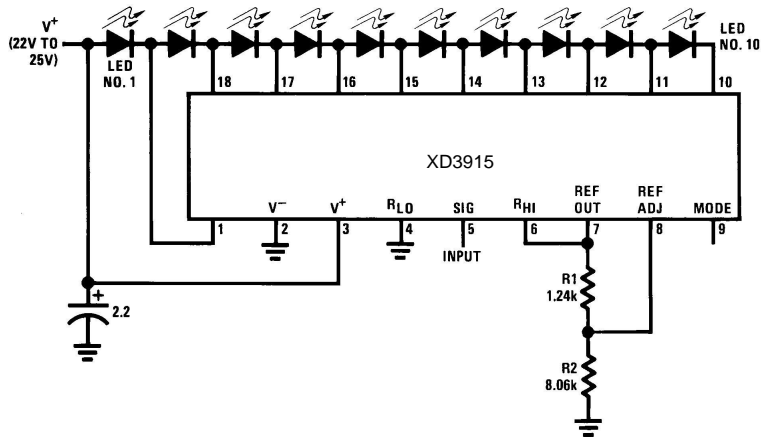 V+
(22V TO
25V)
LED
NO. 1
LED
NO. 10
18 17 16 15 14 13 12 11 10
XD3915
V− V+ RLO SIG RHI REF OUT REF ADJ MODE
1 2 3 4 5 6 7 8 9
INPUT
+
2.2
R1
1.24k
R2
8.06k